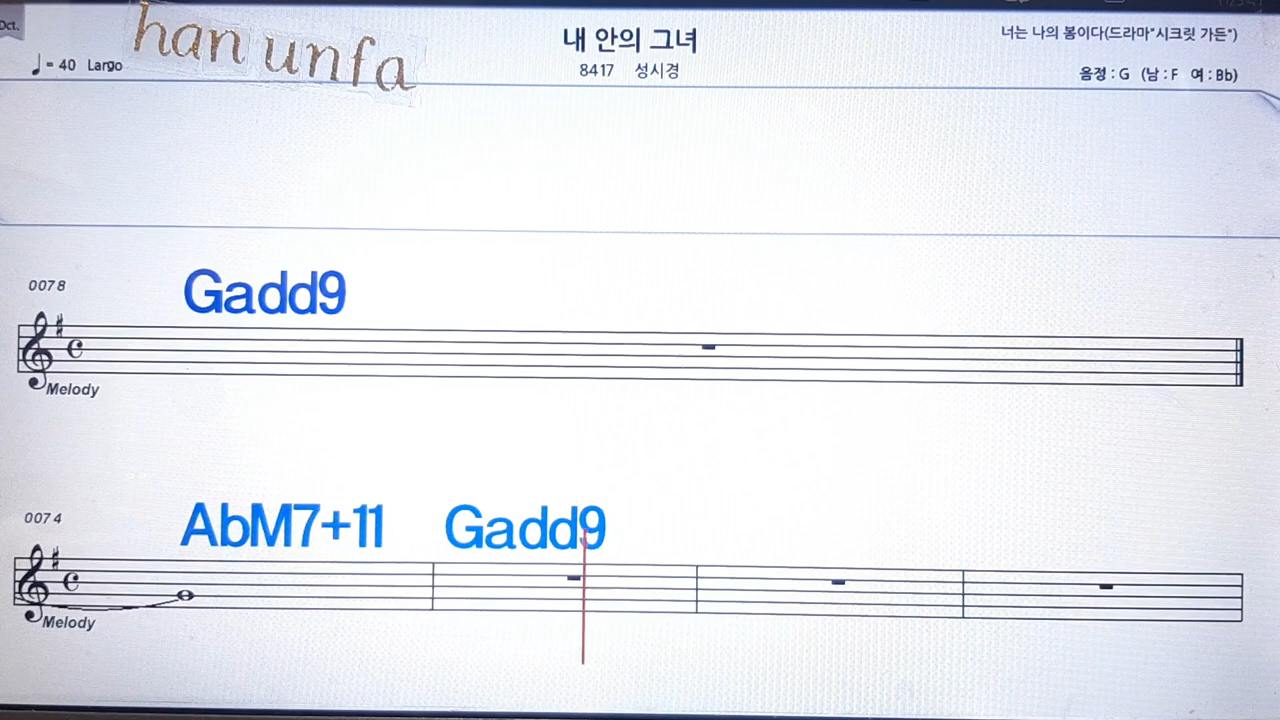 Oct.
han unfa
내 안의 그녀
너는 나의 봄이다(드라마"시크릿 가든")
♩= 40 Largo
8417 성시경
음정 : G (남 : F 여 : Bb)
0078
Gadd9
Melody
0074
AbM7+11 Gadd9
Melody